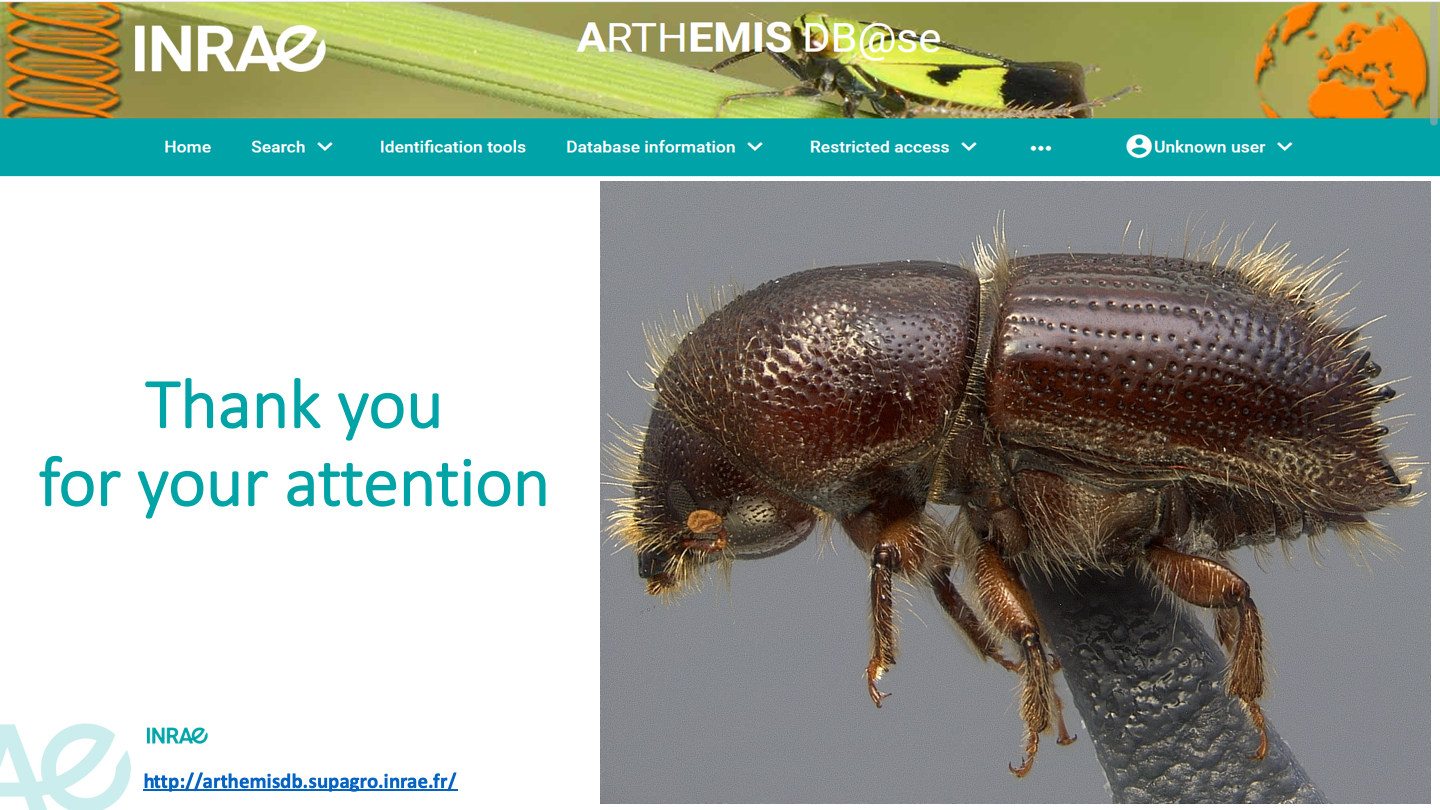 INRAE
ARTHEMIS DB@se
Home
Search
Identification tools
Database information
Restricted access
•••
Unknown user
Thank you
for your attention
INRAE
http://arthemisdb.supagro.inrae.fr/